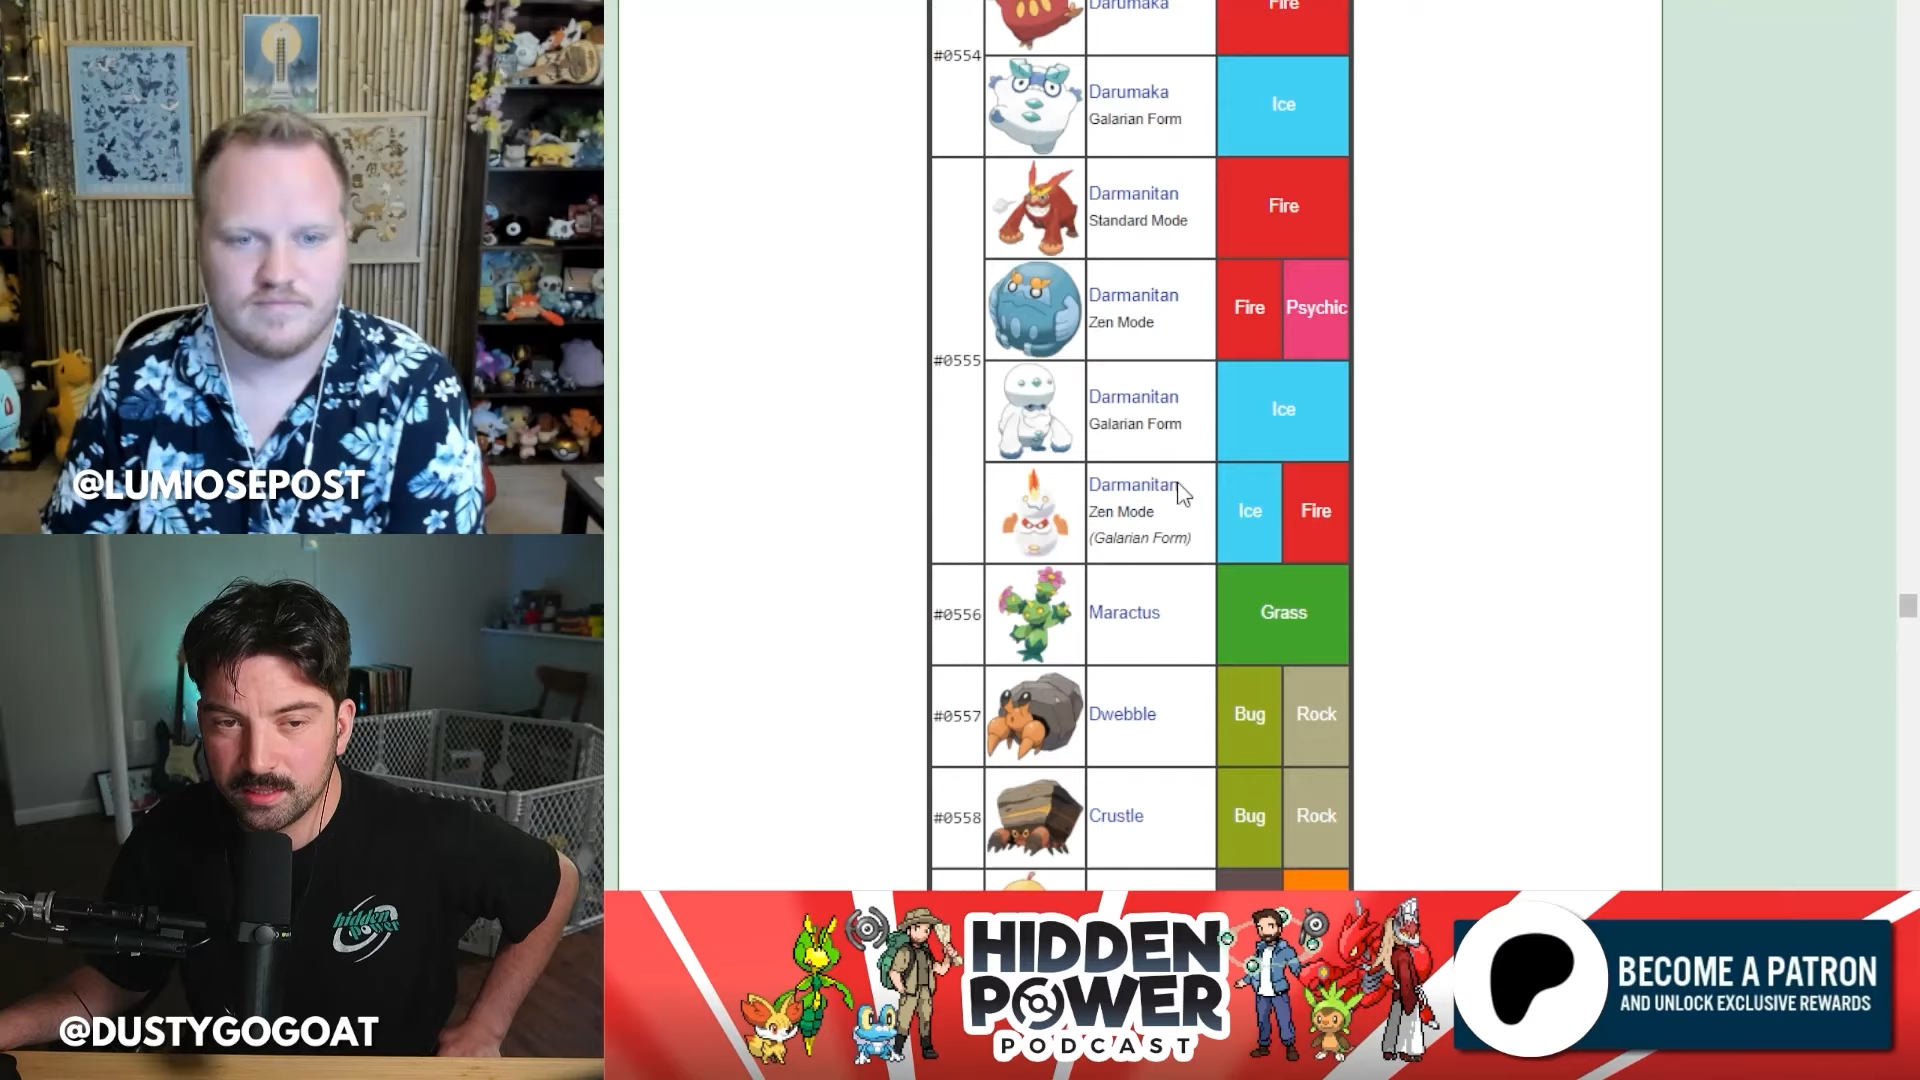 @LUMIOSEPOST
hidden
power
@DUSTYGOGOAT
#0554
Darumaka
Fire
Darumaka
Galarian Form
Ice
#0555
Darmanitan
Standard Mode
Fire
Darmanitan
Zen Mode
Fire
Psychic
Darmanitan
Galarian Form
Ice
Darmanitan
Zen Mode
(Galarian Form)
Ice
Fire
#0556
Maractus
Grass
#0557
Dwebble
Bug
Rock
#0558
Crustle
Bug
Rock
HIDDEN
POWER
PODCAST
BECOME A PATRON
AND UNLOCK EXCLUSIVE REWARDS